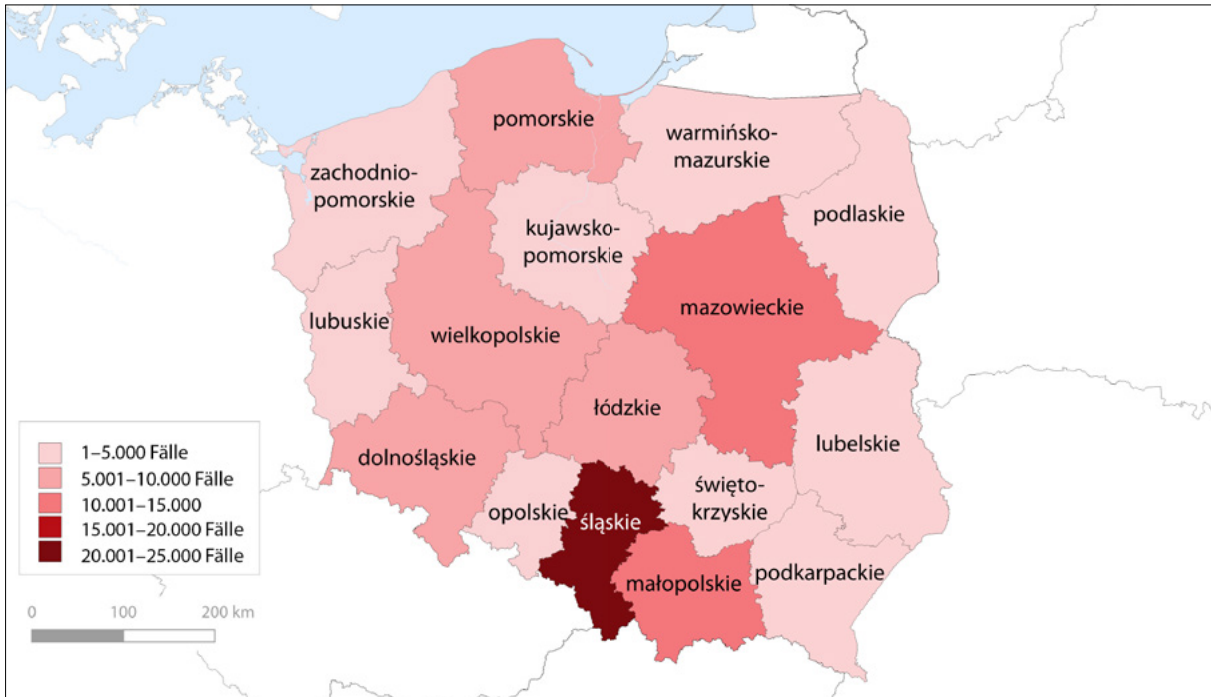 pomorskie
warmińsko-
mazurskie
zachodnio-
pomorskie
podlaskie
kujawsko-
pomorskie
mazowieckie
lubuskie
wielkopolskie
łódzkie
lubelskie
dolnośląskie
święto-
krzyskie
opolskie
śląskie
małopolskie
podkarpackie
1–5.000 Fälle
5.001–10.000 Fälle
10.001–15.000
15.001–20.000 Fälle
20.001–25.000 Fälle
0 100 200 km